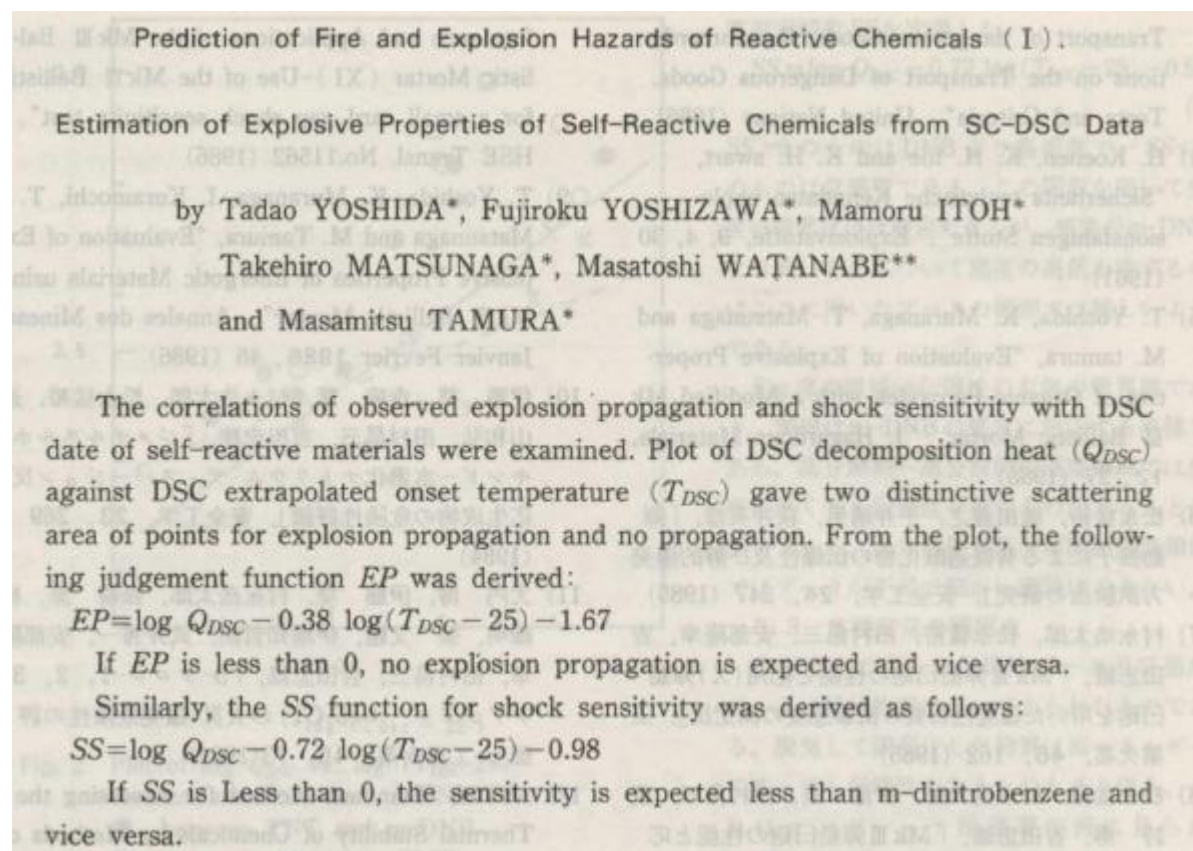 Prediction of Fire and Explosion Hazards of Reactive Chemicals (I).
Estimation of Explosive Properties of Self-Reactive Chemicals from SC-DSC Data
by Tadao YOSHIDA*, Fujiroku YOSHIZAWA*, Mamoru ITOH*
Takehiro MATSUNAGA*, Masatoshi WATANABE**
and Masamitsu TAMURA*
The correlations of observed explosion propagation and shock sensitivity with DSC
date of self-reactive materials were examined. Plot of DSC decomposition heat (QDSC)
against DSC extrapolated onset temperature (TDSC) gave two distinctive scattering
area of points for explosion propagation and no propagation. From the plot, the follow-
ing judgement function EP was derived:
EP=log QDSC-0.38 log(TDSC-25)-1.67
If EP is less than 0, no explosion propagation is expected and vice versa.
Similarly, the SS function for shock sensitivity was derived as follows:
SS=log QDSC-0.72 log(TDSC-25)-0.98
If SS is Less than 0, the sensitivity is expected less than m-dinitrobenzene and
vice versa.